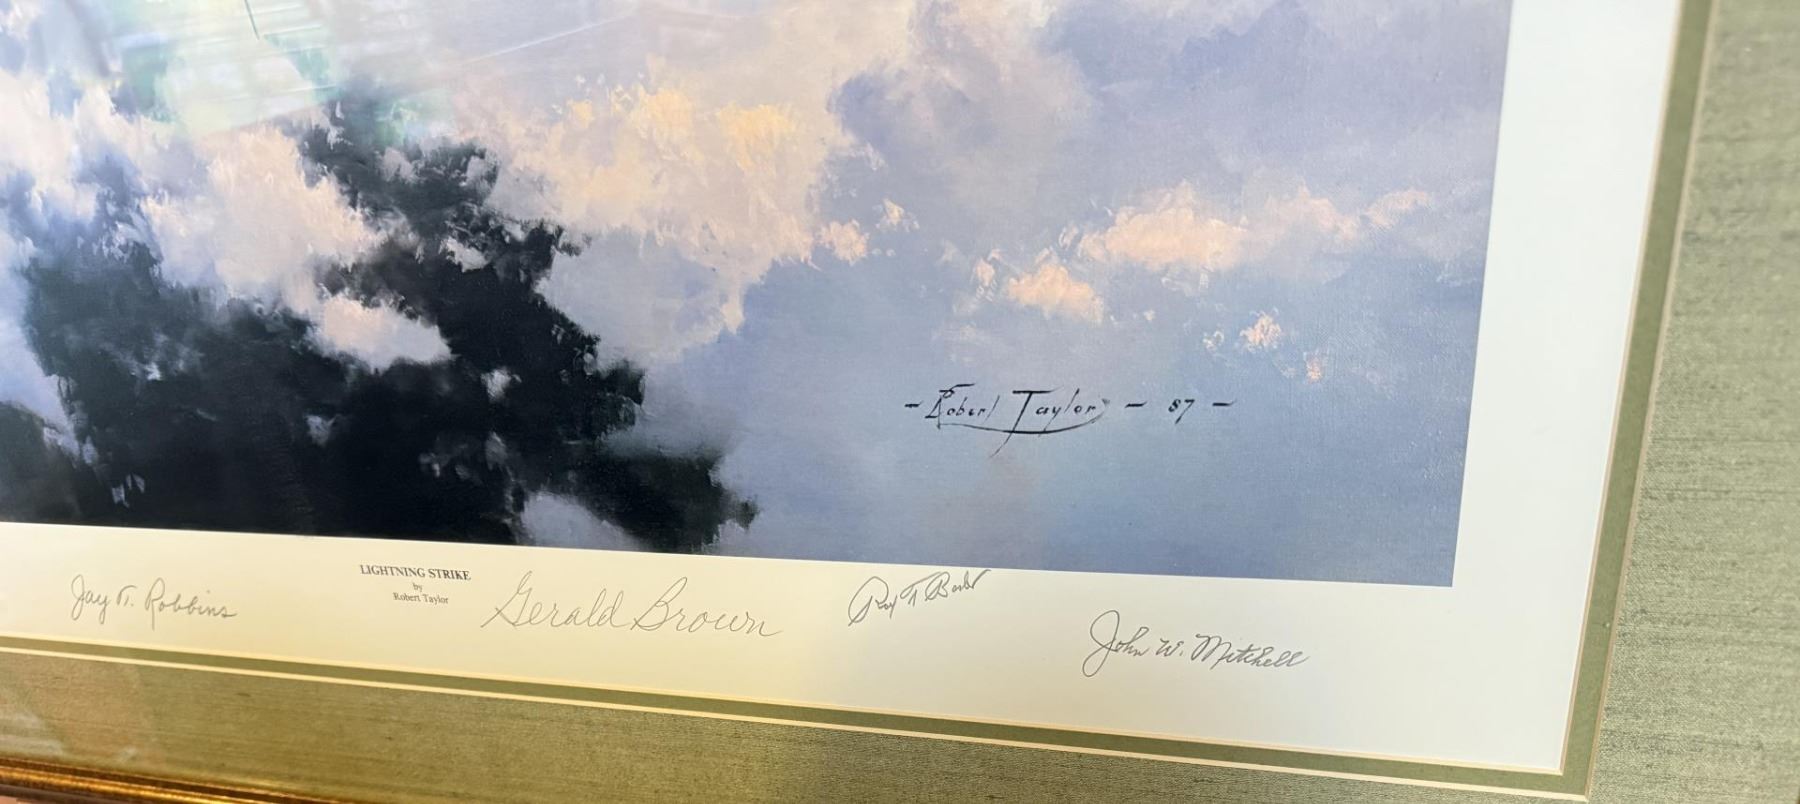 - Robert Taylor - 87 -
LIGHTNING STRIKE
by
Robert Taylor
Jay T. Robbins
Gerald Brown
John W. Mitchell